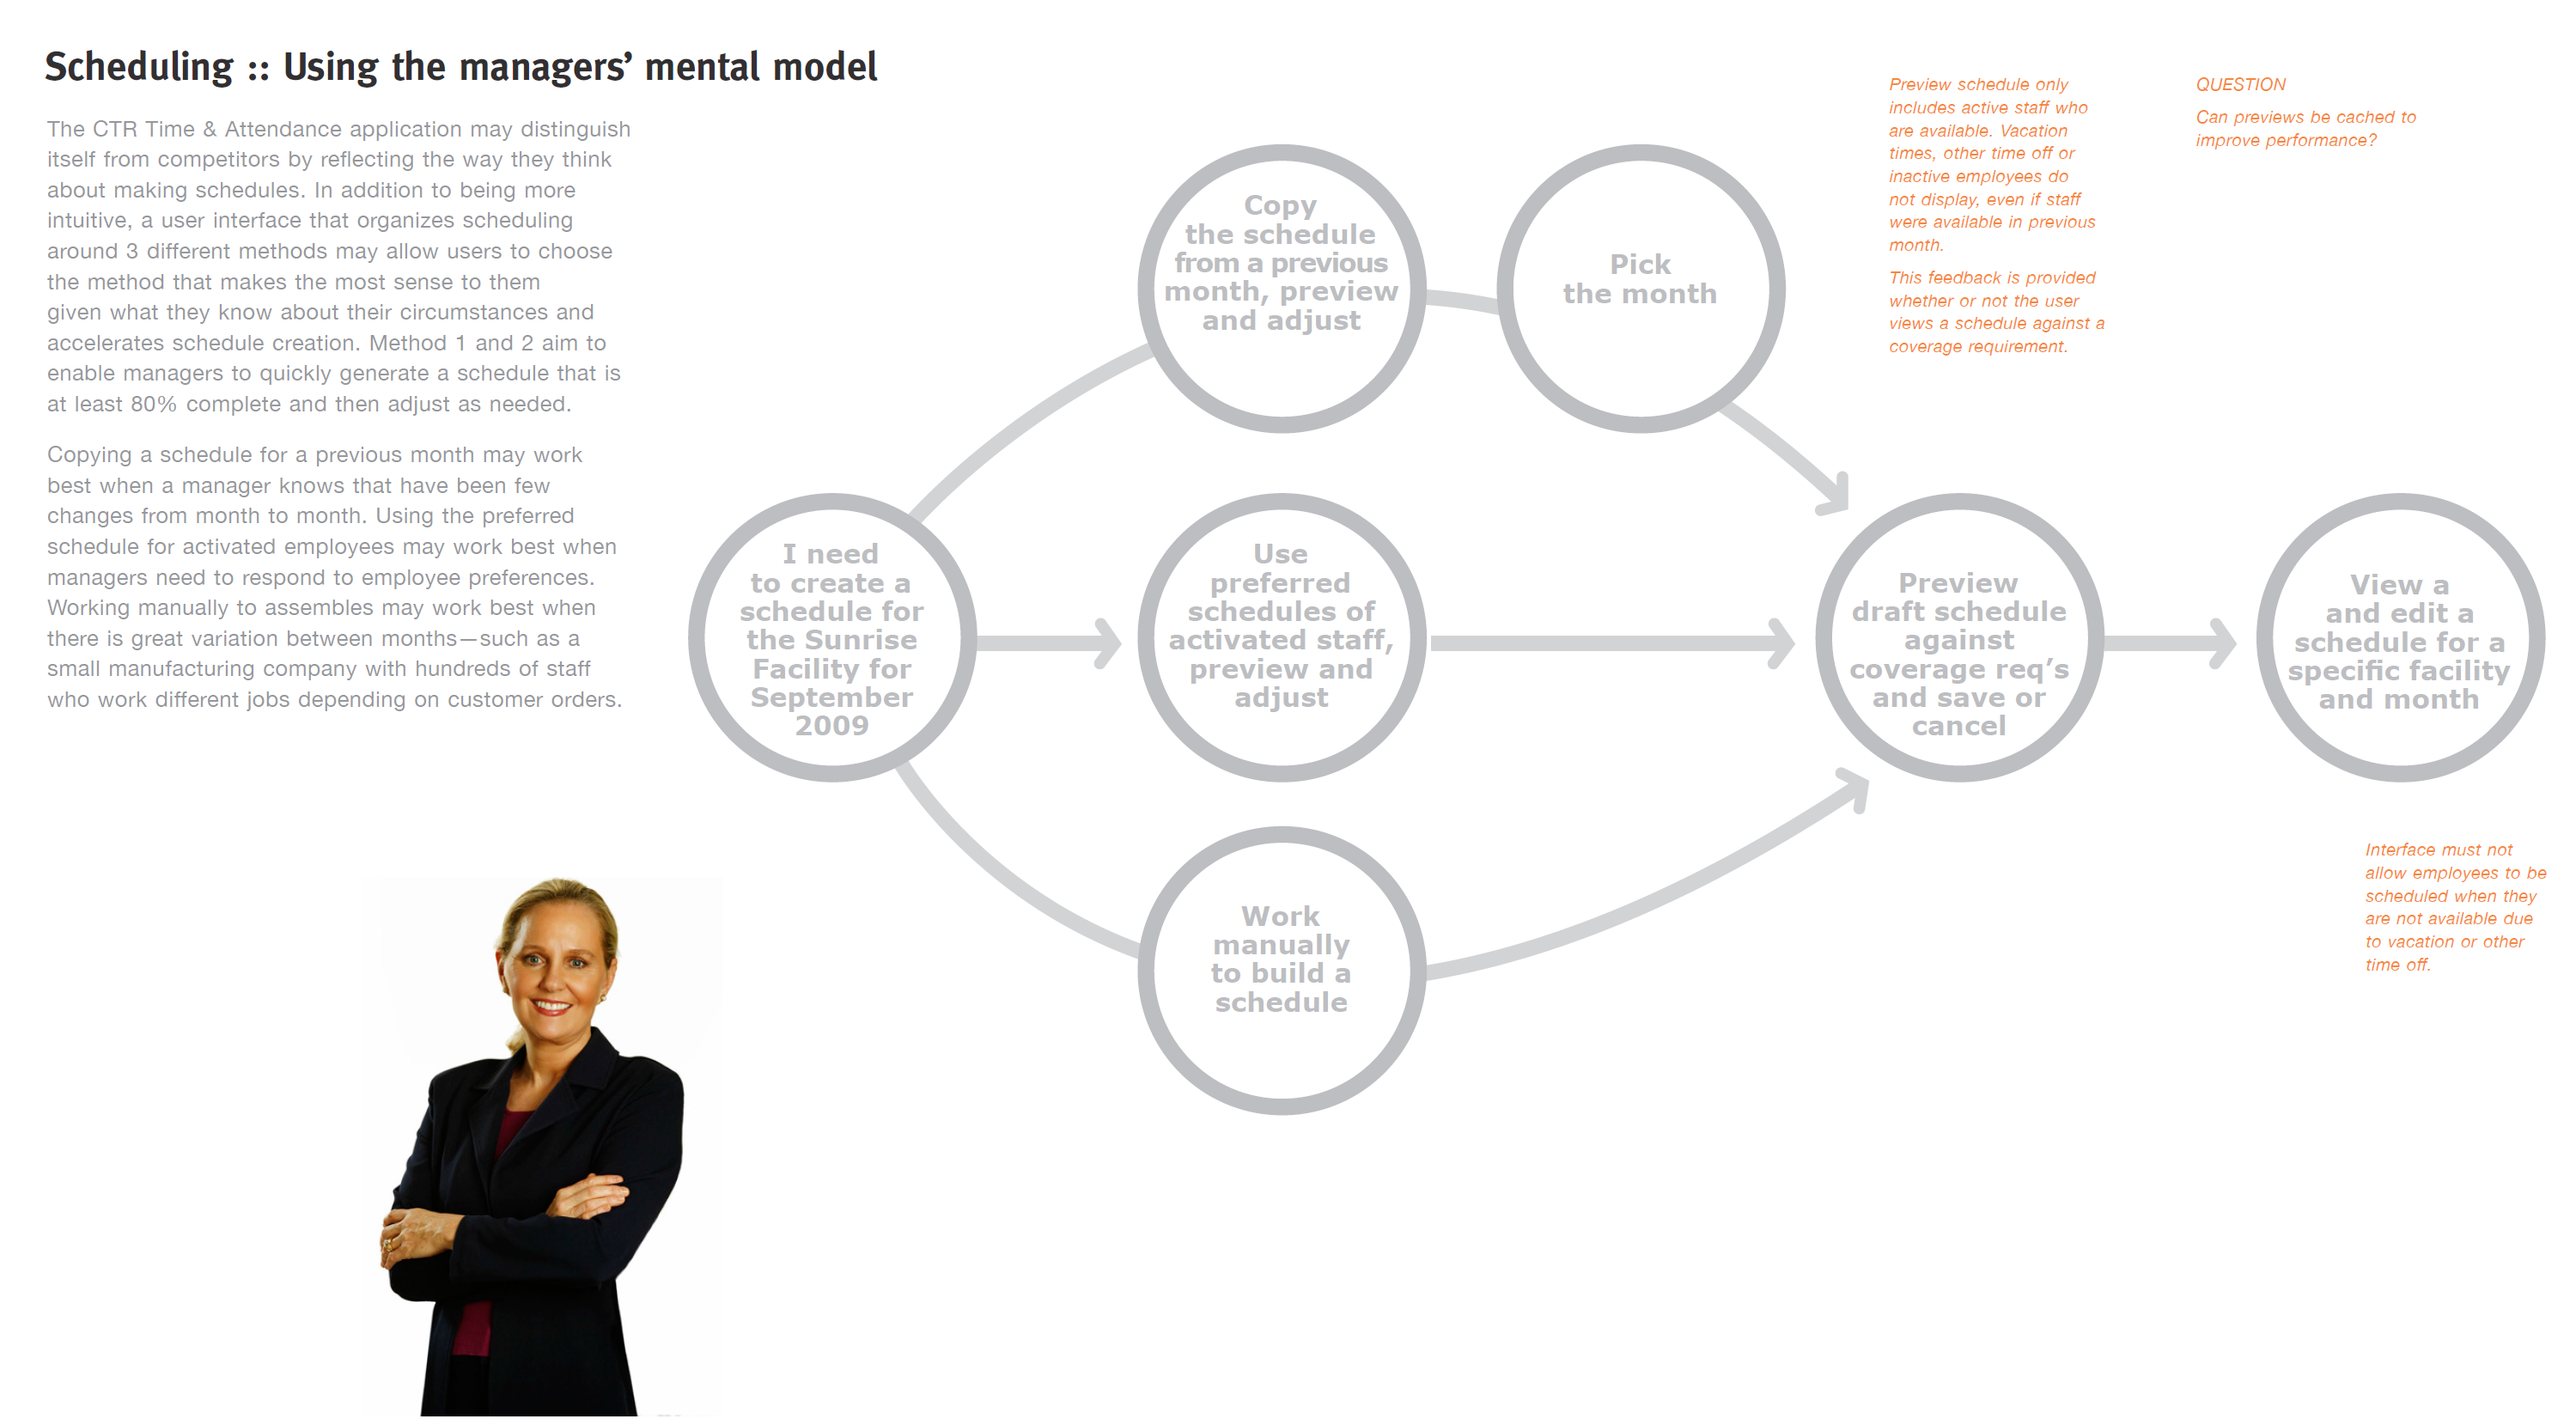 Scheduling :: Using the managers’ mental model
The CTR Time & Attendance application may distinguish
itself from competitors by reflecting the way they think
about making schedules. In addition to being more
intuitive, a user interface that organizes scheduling
around 3 different methods may allow users to choose
the method that makes the most sense to them
given what they know about their circumstances and
accelerates schedule creation. Method 1 and 2 aim to
enable managers to quickly generate a schedule that is
at least 80% complete and then adjust as needed.
Copying a schedule for a previous month may work
best when a manager knows that have been few
changes from month to month. Using the preferred
schedule for activated employees may work best when
managers need to respond to employee preferences.
Working manually to assembles may work best when
there is great variation between months—such as a
small manufacturing company with hundreds of staff
who work different jobs depending on customer orders.
I need
to create a
schedule for
the Sunrise
Facility for
September
2009
Copy
the schedule
from a previous
month, preview
and adjust
Pick
the month
Use
preferred
schedules of
activated staff,
preview and
adjust
Work
manually
to build a
schedule
Preview
draft schedule
against
coverage req’s
and save or
cancel
View a
and edit a
schedule for a
specific facility
and month
Preview schedule only
includes active staff who
are available. Vacation
times, other time off or
inactive employees do
not display, even if staff
were available in previous
month.
This feedback is provided
whether or not the user
views a schedule against a
coverage requirement.
QUESTION
Can previews be cached to
improve performance?
Interface must not
allow employees to be
scheduled when they
are not available due
to vacation or other
time off.